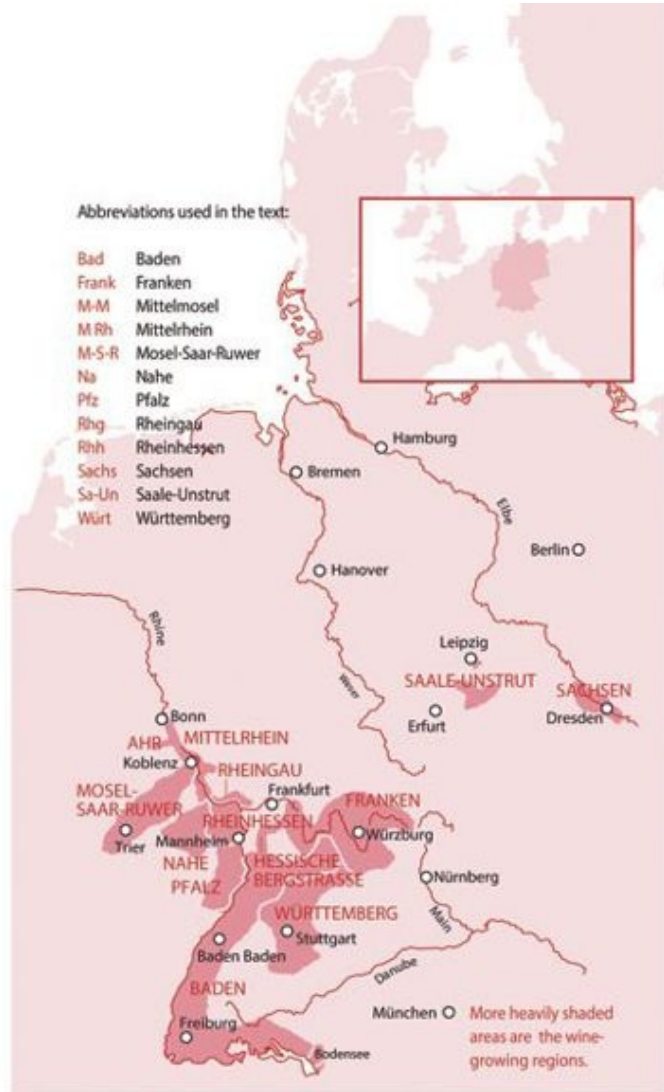 Abbreviations used in the text:
Bad Baden
Frank Franken
M-M Mittelmosel
M Rh Mittelrhein
M-S-R Mosel-Saar-Ruwer
Na Nahe
Pfz Pfalz
Rhg Rheingau
Rhh Rheinhessen
Sachs Sachsen
Sa-Un Saale-Unstrut
Würt Württemberg
Hamburg
Bremen
Elbe
Berlin
Hanover
Rhine
Leipzig
Weser
SAALE-UNSTRUT
SACHSEN
Erfurt
Dresden
Bonn
AHR
MITTELRHEIN
Koblenz
RHEINGAU
MOSEL-
SAAR-RUWER
Frankfurt
FRANKEN
RHEINHESSEN
Trier
Mannheim
Würzburg
NAHE
HESSISCHE
BERGSTRASSE
PFALZ
Nürnberg
WÜRTTEMBERG
Main
Stuttgart
Baden Baden
Danube
BADEN
München
More heavily shaded
areas are the wine-
growing regions.
Freiburg
Bodensee